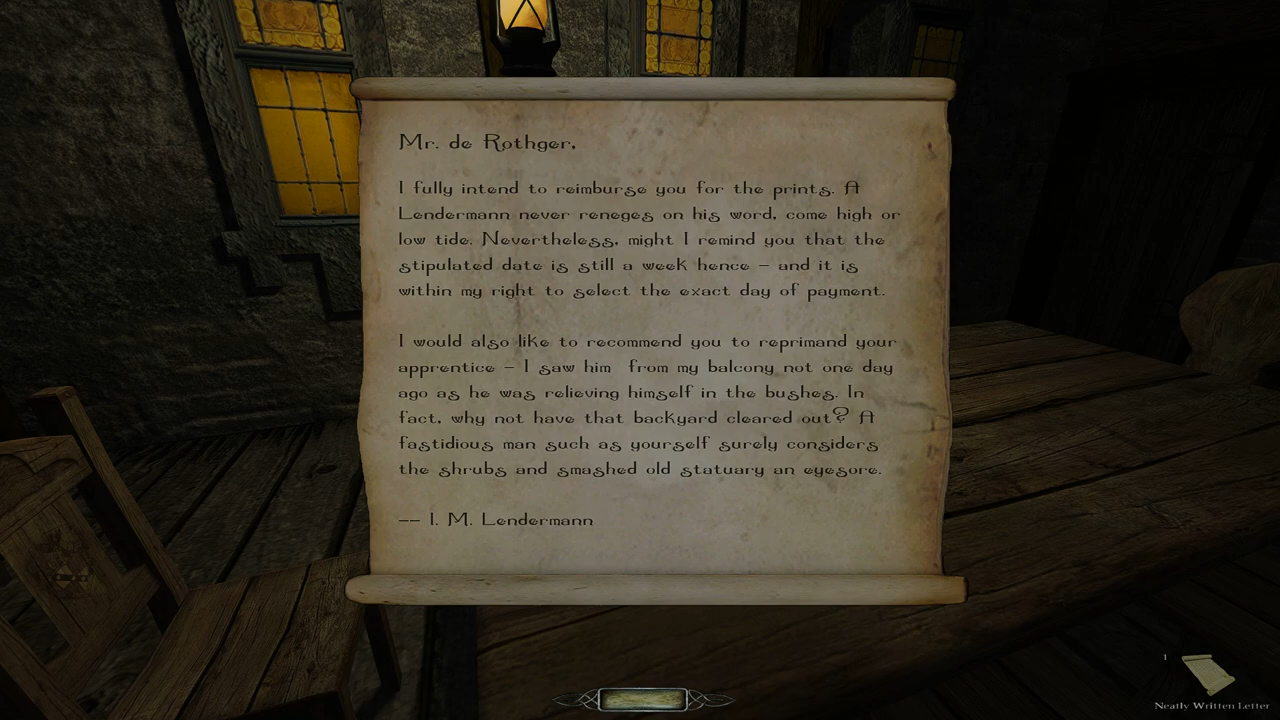 Mr. de Rothger,
I fully intend to reimburse you for the prints. A
Lendermann never reneges on his word, come high or
low tide. Nevertheless, might I remind you that the
stipulated date is still a week hence – and it is
within my right to select the exact day of payment.
I would also like to recommend you to reprimand your
apprentice – I saw him from my balcony not one day
ago as he was relieving himself in the bushes. In
fact, why not have that backyard cleared out? A
fastidious man such as yourself surely considers
the shrubs and smashed old statuary an eyesore.
-- I. M. Lendermann
1
Neatly Written Letter